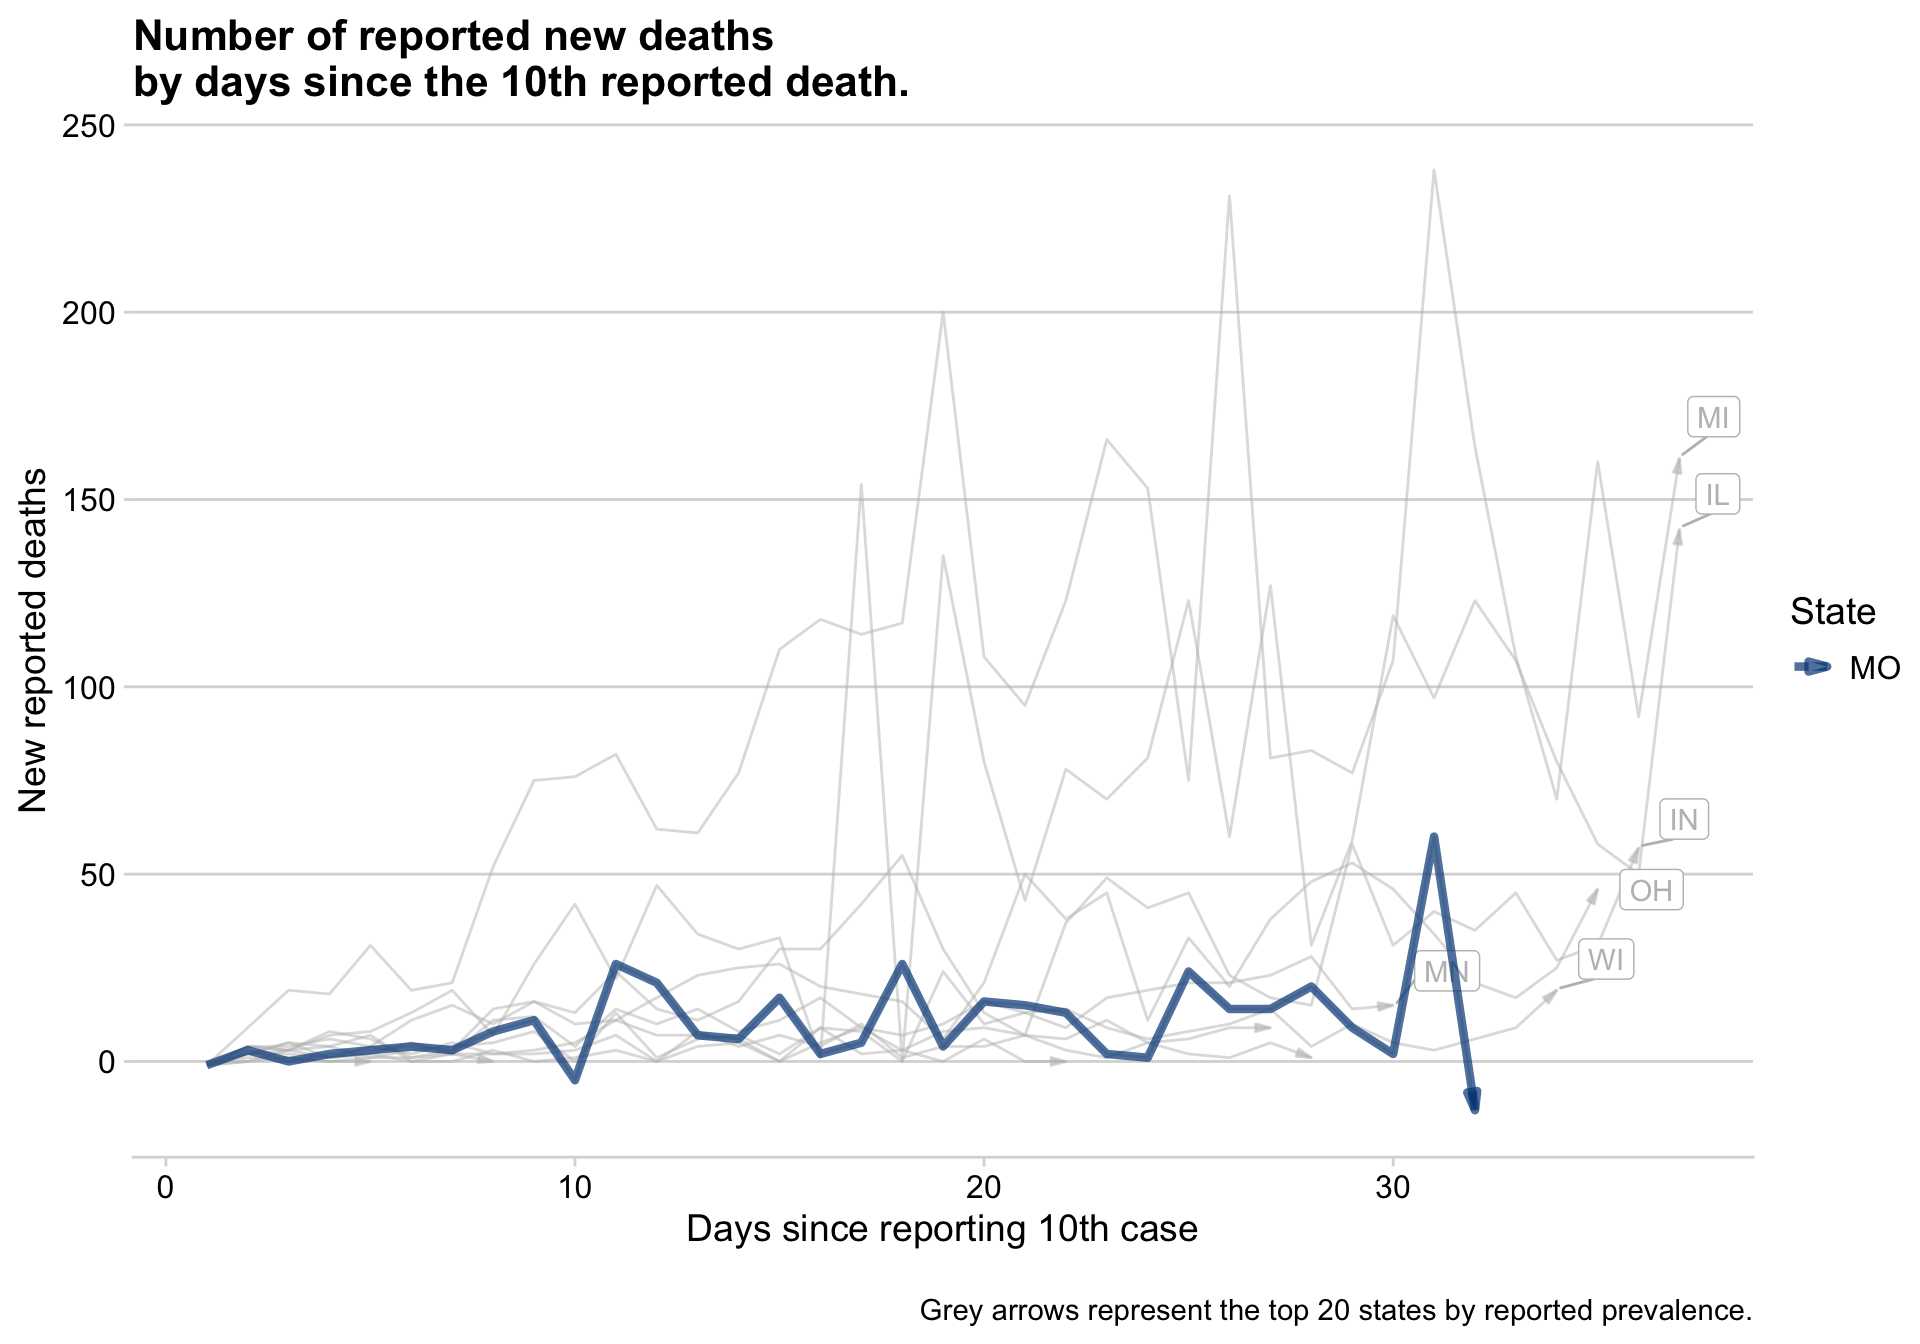 Number of reported new deaths
by days since the 10th reported death.
250
200
150
100
50
0
New reported deaths
MI
IL
IN
OH
WI
MN
State
MO
0
10
20
30
Days since reporting 10th case
Grey arrows represent the top 20 states by reported prevalence.